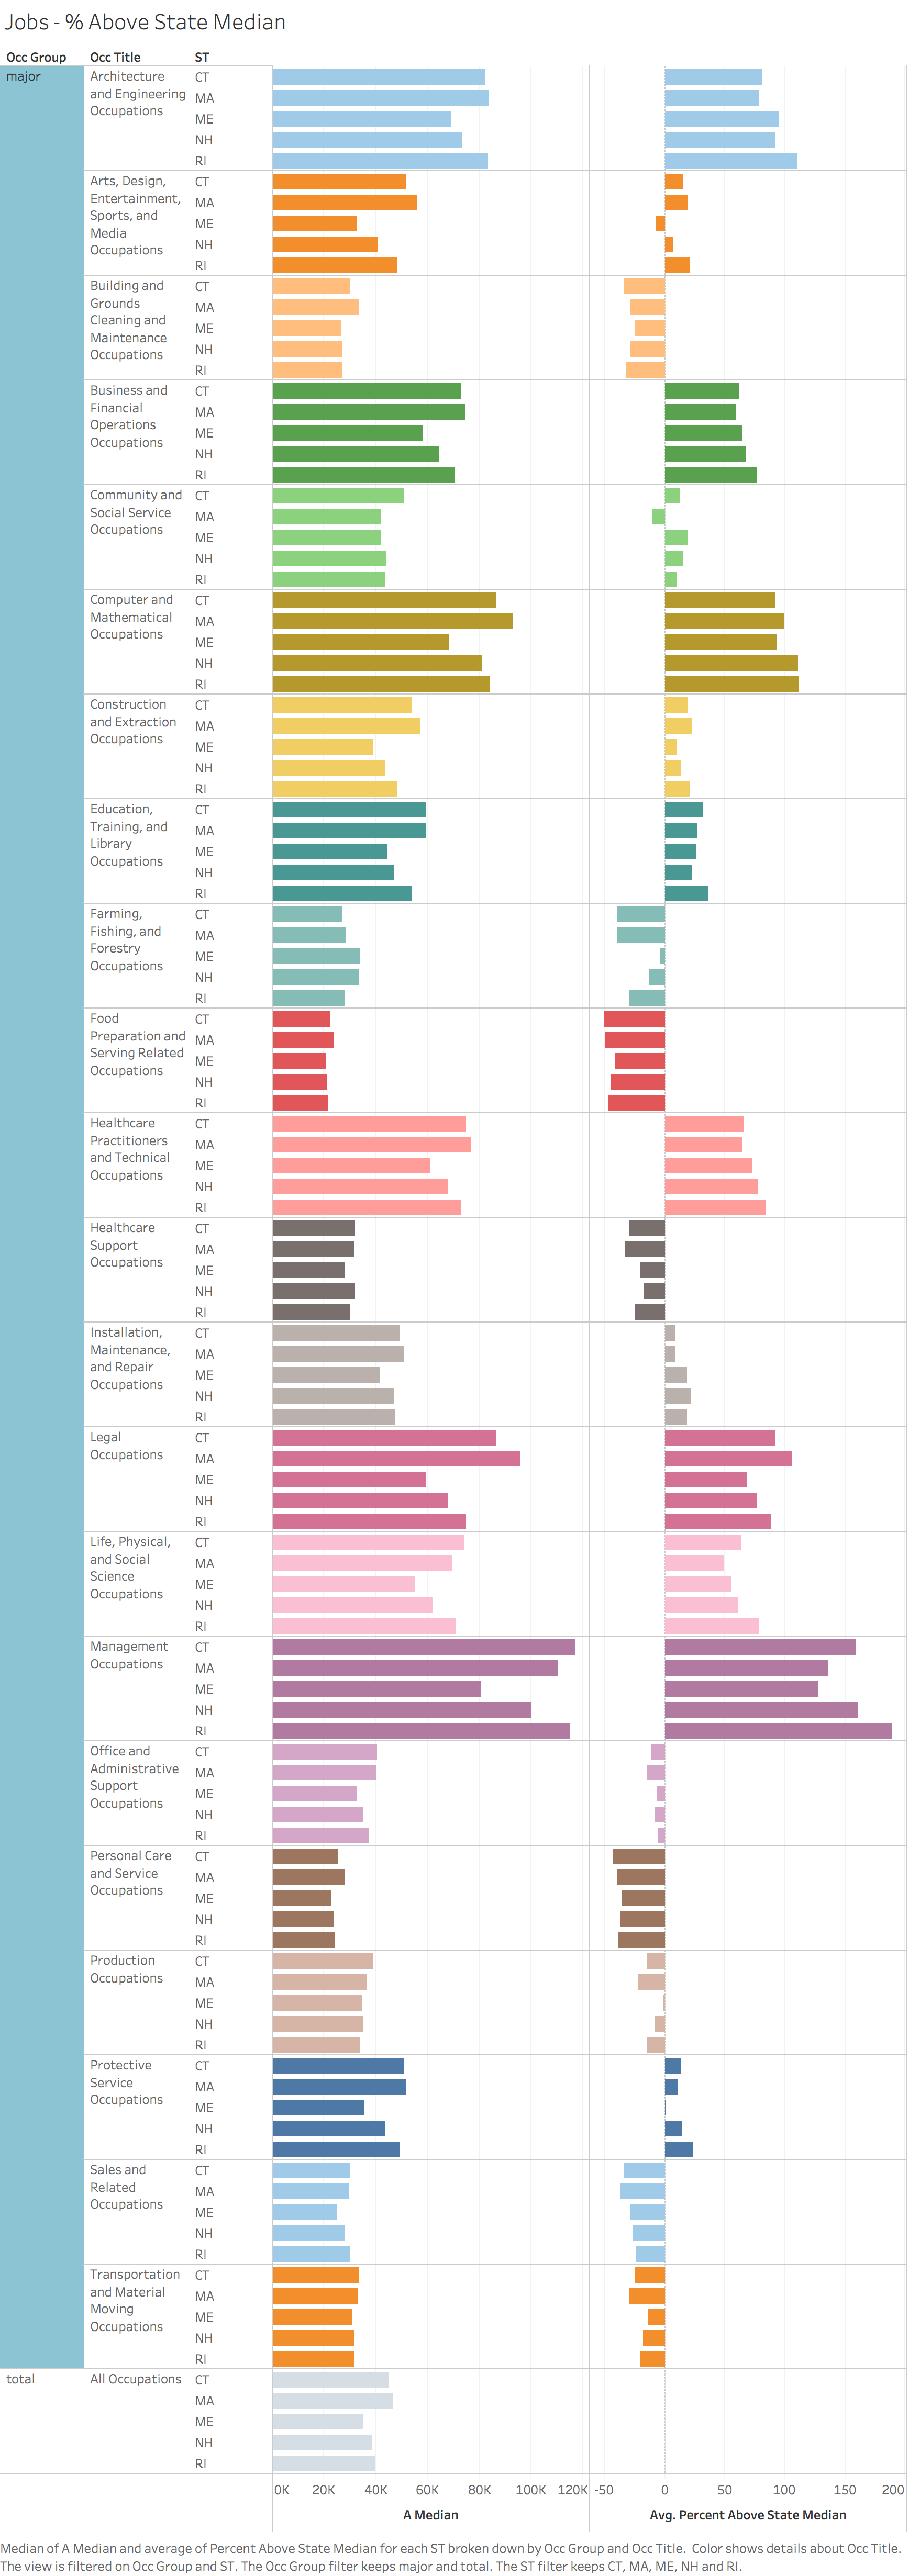 Jobs - % Above State Median
Occ Group Occ Title ST
major Architecture CT
and Engineering MA
Occupations ME
NH
RI
Arts, Design, CT
Entertainment, MA
Sports, and ME
Media NH
Occupations RI
Building and CT
Grounds MA
Cleaning and ME
Maintenance NH
Occupations RI
Business and CT
Financial MA
Operations ME
Occupations NH
RI
Community and CT
Social Service MA
Occupations ME
NH
RI
Computer and CT
Mathematical MA
Occupations ME
NH
RI
Construction CT
and Extraction MA
Occupations ME
NH
RI
Education, CT
Training, and MA
Library ME
Occupations NH
RI
Farming, CT
Fishing, and MA
Forestry ME
Occupations NH
RI
Food CT
Preparation and MA
Serving Related ME
Occupations NH
RI
Healthcare CT
Practitioners MA
and Technical ME
Occupations NH
RI
Healthcare CT
Support MA
Occupations ME
NH
RI
Installation, CT
Maintenance, MA
and Repair ME
Occupations NH
RI
Legal CT
Occupations MA
ME
NH
RI
Life, Physical, CT
and Social MA
Science ME
Occupations NH
RI
Management CT
Occupations MA
ME
NH
RI
Office and CT
Administrative MA
Support ME
Occupations NH
RI
Personal Care CT
and Service MA
Occupations ME
NH
RI
Production CT
Occupations MA
ME
NH
RI
Protective CT
Service MA
Occupations ME
NH
RI
Sales and CT
Related MA
Occupations ME
NH
RI
Transportation CT
and Material MA
Moving ME
Occupations NH
RI
total All Occupations CT
MA
ME
NH
RI
0K 20K 40K 60K 80K 100K 120K -50 0 50 100 150 200
A Median Avg. Percent Above State Median
Median of A Median and average of Percent Above State Median for each ST broken down by Occ Group and Occ Title. Color shows details about Occ Title.
The view is filtered on Occ Group and ST. The Occ Group filter keeps major and total. The ST filter keeps CT, MA, ME, NH and RI.